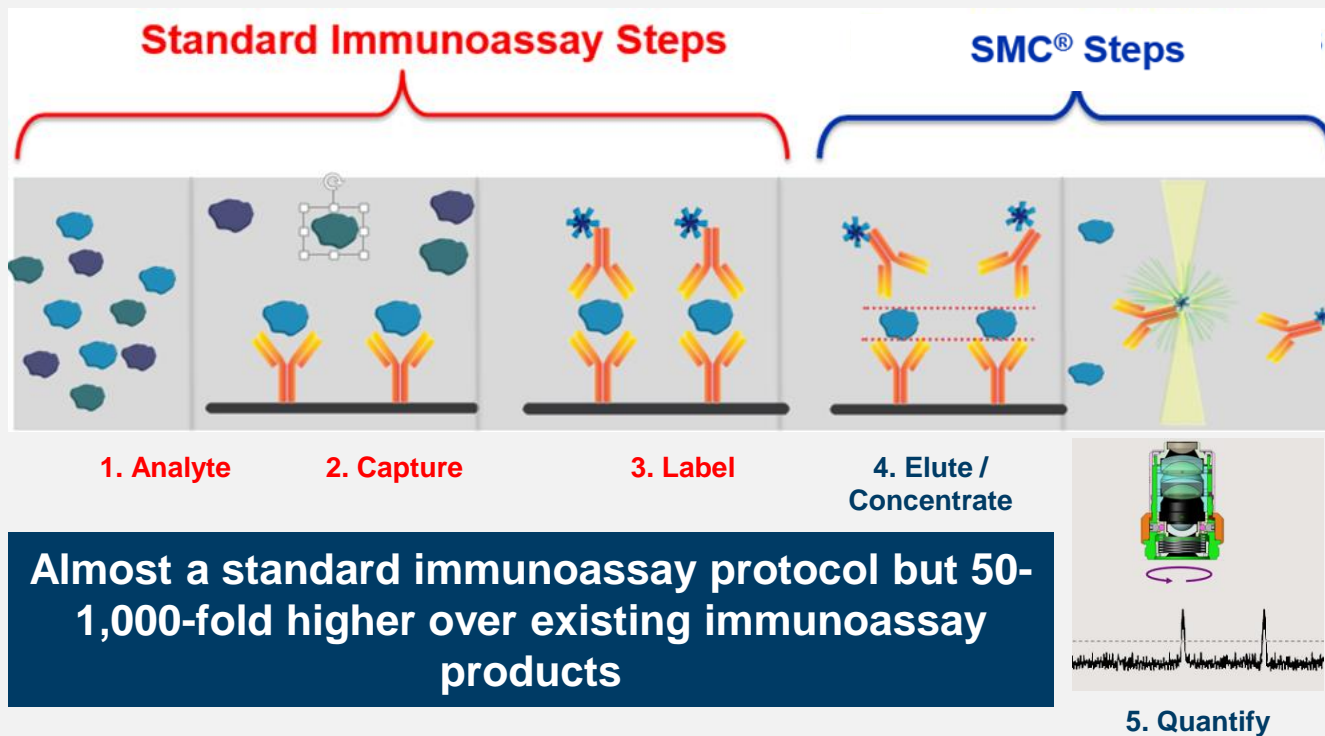 Standard Immunoassay Steps
SMC® Steps
1. Analyte
2. Capture
3. Label
4. Elute /
Concentrate
Almost a standard immunoassay protocol but 50-
1,000-fold higher over existing immunoassay
products
5. Quantify